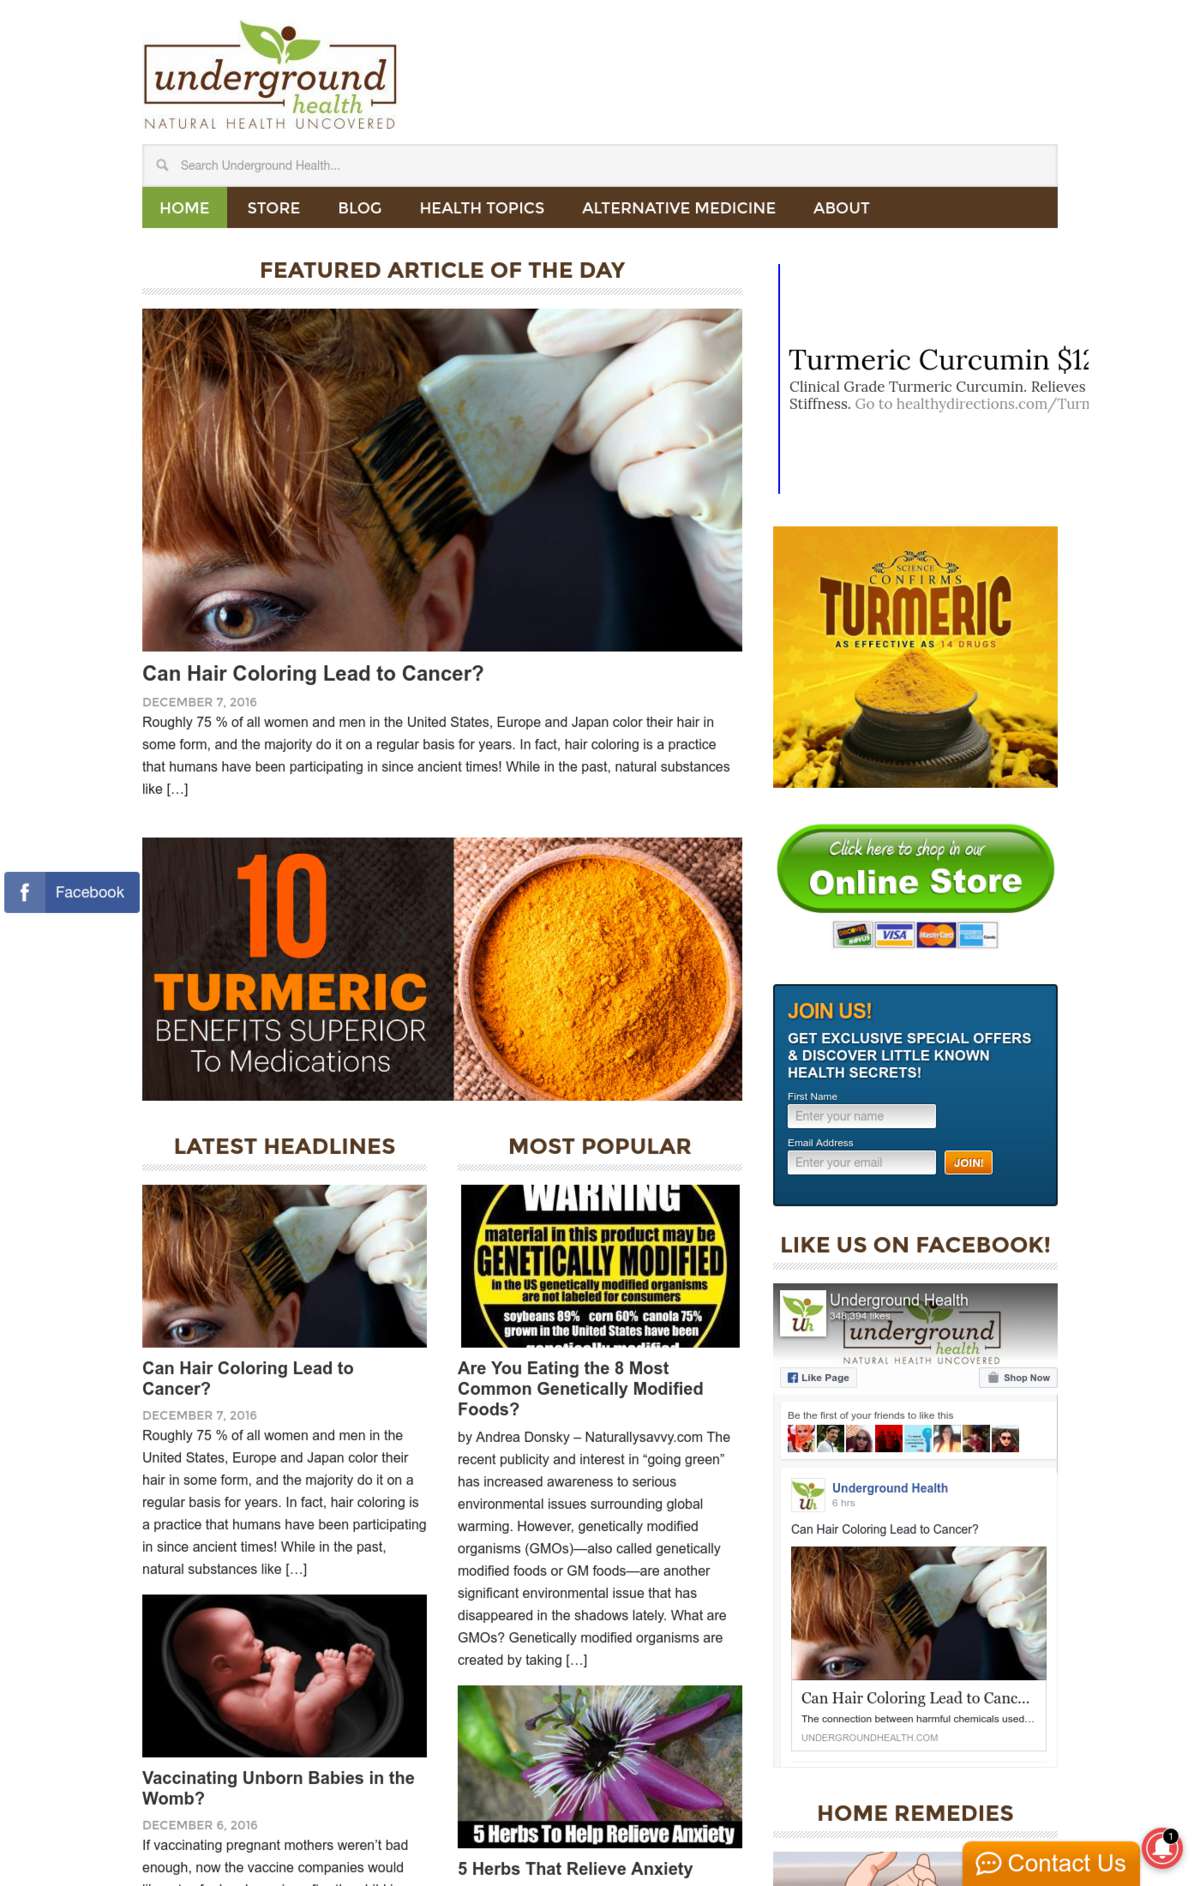 underground
health
NATURAL HEALTH UNCOVERED
Search Underground Health...
HOME STORE BLOG HEALTH TOPICS ALTERNATIVE MEDICINE ABOUT
FEATURED ARTICLE OF THE DAY
Can Hair Coloring Lead to Cancer?
DECEMBER 7, 2016
Roughly 75 % of all women and men in the United States, Europe and Japan color their hair in
some form, and the majority do it on a regular basis for years. In fact, hair coloring is a practice
that humans have been participating in since ancient times! While in the past, natural substances
like […]
Facebook
10
TURMERIC
BENEFITS SUPERIOR
To Medications
LATEST HEADLINES
Can Hair Coloring Lead to
Cancer?
DECEMBER 7, 2016
Roughly 75 % of all women and men in the
United States, Europe and Japan color their
hair in some form, and the majority do it on a
regular basis for years. In fact, hair coloring is
a practice that humans have been participating
in since ancient times! While in the past,
natural substances like […]
Vaccinating Unborn Babies in the
Womb?
DECEMBER 6, 2016
If vaccinating pregnant mothers weren't bad
enough, now the vaccine companies would
MOST POPULAR
WARNING
material in this product may be
GENETICALLY MODIFIED
in the US genetically modified organisms
are not labeled for consumers
soybeans 89% corn 60% canola 75%
grown in the United States have been
genetically modified
Are You Eating the 8 Most
Common Genetically Modified
Foods?
by Andrea Donsky – Naturallysavvy.com The
recent publicity and interest in “going green”
has increased awareness to serious
environmental issues surrounding global
warming. However, genetically modified
organisms (GMOs)—also called genetically
modified foods or GM foods—are another
significant environmental issue that has
disappeared in the shadows lately. What are
GMOs? Genetically modified organisms are
created by taking […]
5 Herbs To Help Relieve Anxiety
5 Herbs That Relieve Anxiety
Turmeric Curcumin $12
Clinical Grade Turmeric Curcumin. Relieves
Stiffness. Go to healthydirections.com/Turm
SCIENCE
CONFIRMS
TURMERIC
AS EFFECTIVE AS 14 DRUGS
Click here to shop in our
Online Store
DISCOVER VISA MasterCard
JOIN US!
GET EXCLUSIVE SPECIAL OFFERS
& DISCOVER LITTLE KNOWN
HEALTH SECRETS!
First Name
Enter your name
Email Address
Enter your email JOIN!
LIKE US ON FACEBOOK!
Underground Health
348,394 likes
Uh
underground
health
NATURAL HEALTH UNCOVERED
Like Page Shop Now
Be the first of your friends to like this
Uh
Underground Health
6 hrs
Can Hair Coloring Lead to Cancer?
Can Hair Coloring Lead to Canc...
The connection between harmful chemicals used...
UNDERGROUNDHEALTH.COM
HOME REMEDIES
1
Contact Us